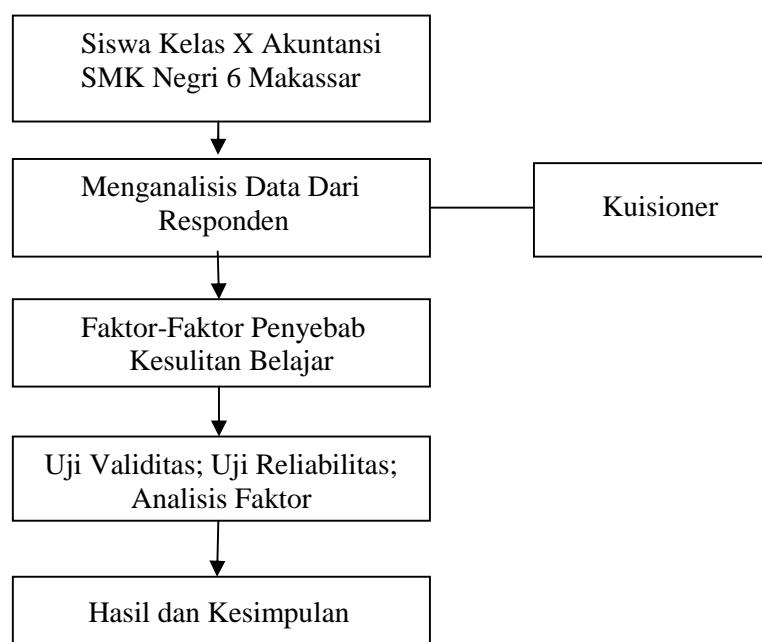 Siswa Kelas X Akuntansi
SMK Negri 6 Makassar
Menganalisis Data Dari
Responden
Kuisioner
Faktor-Faktor Penyebab
Kesulitan Belajar
Uji Validitas; Uji Reliabilitas;
Analisis Faktor
Hasil dan Kesimpulan